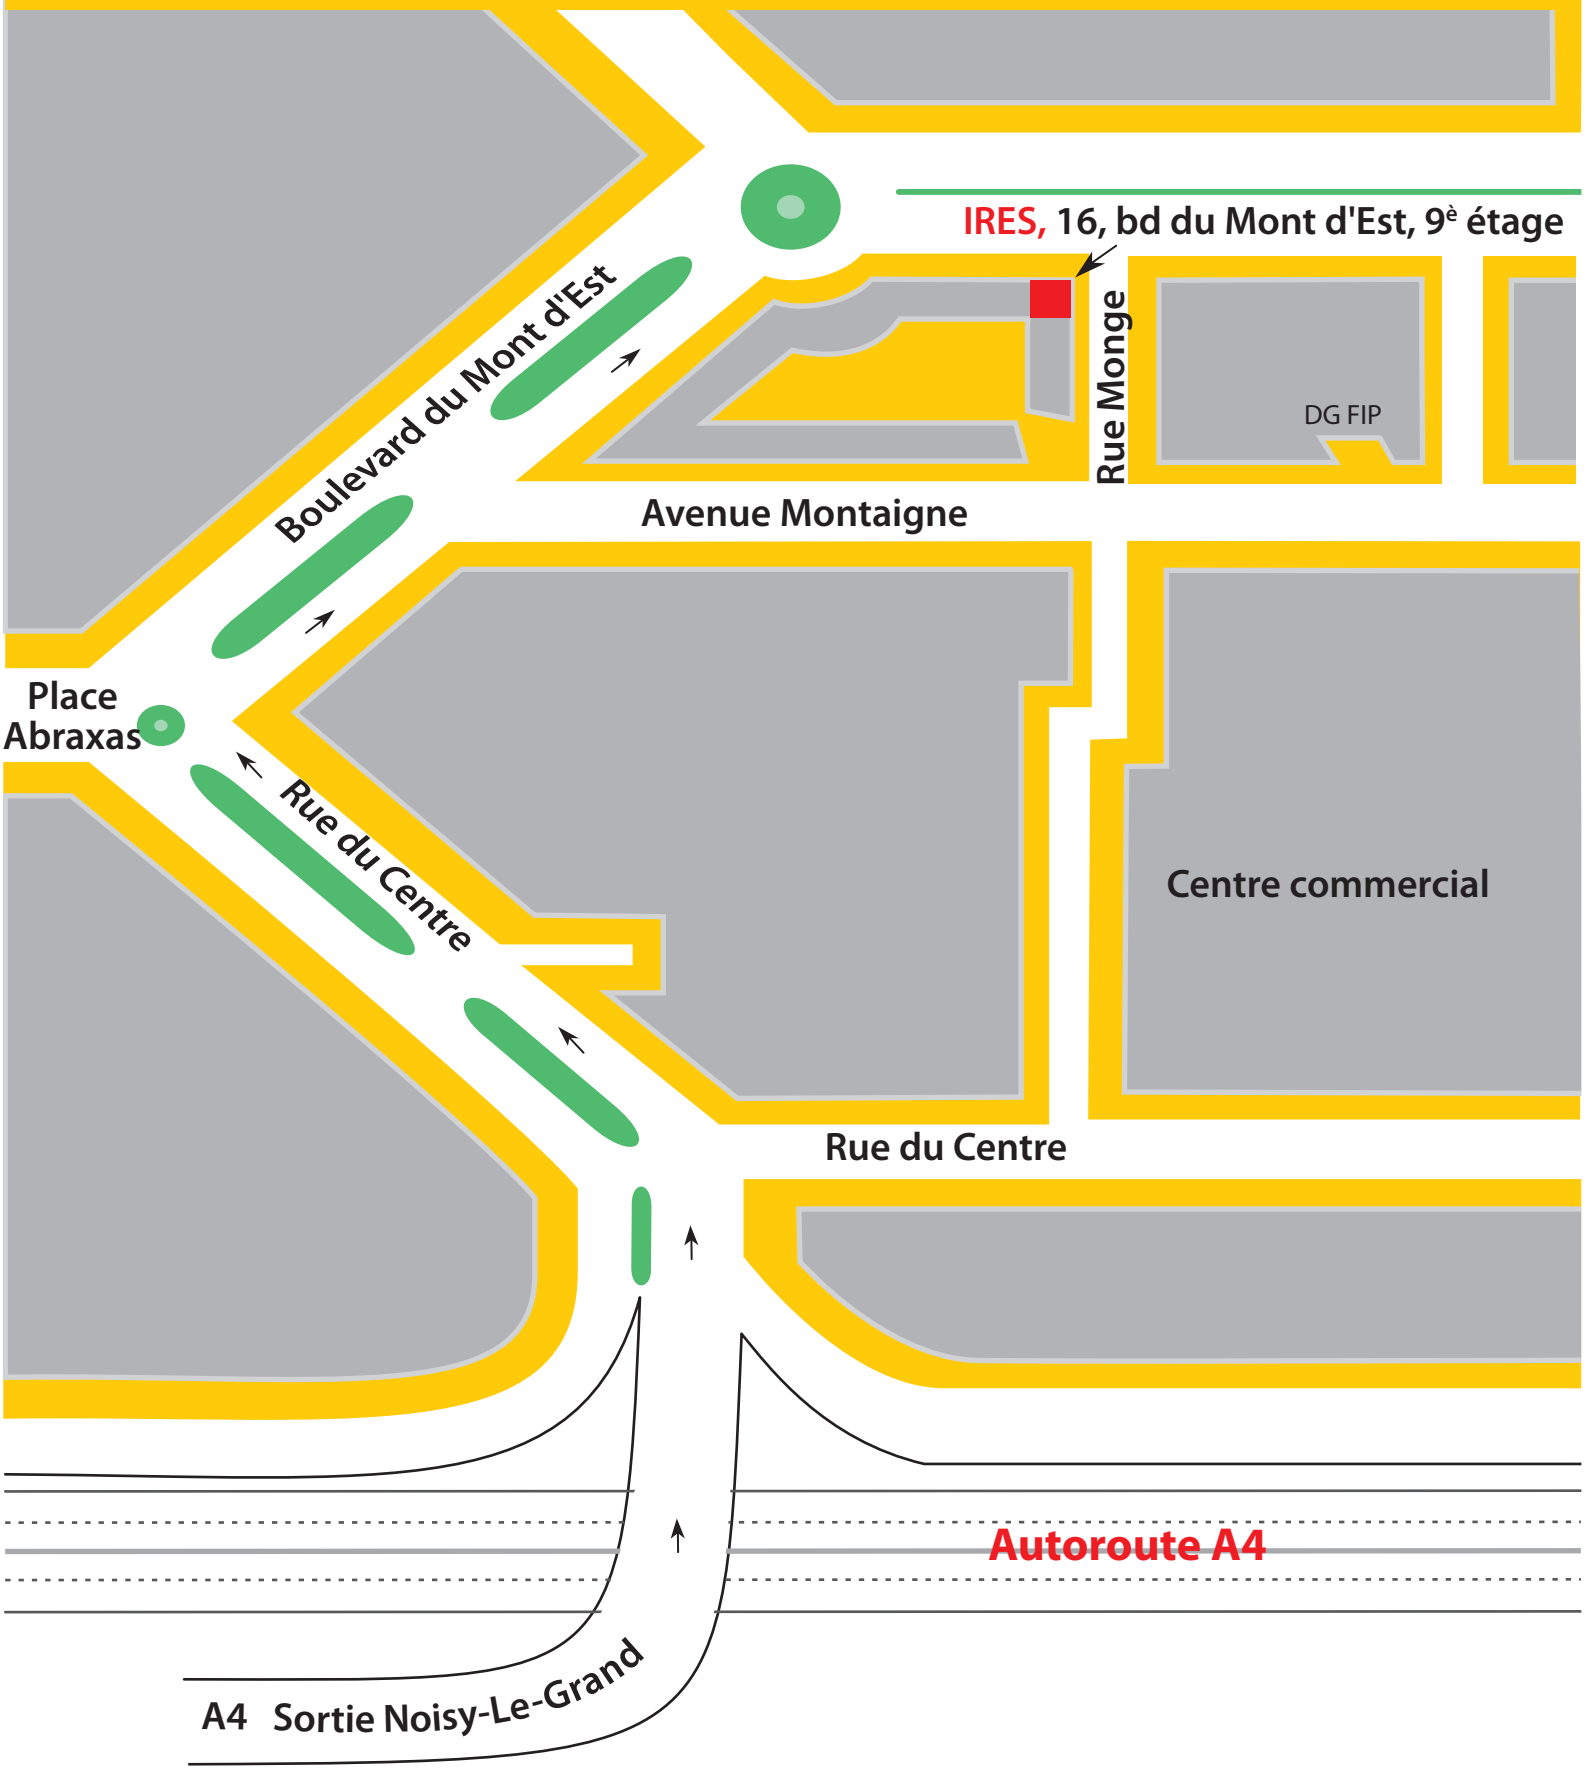 IRES, 16, bd du Mont d'Est, 9è étage
Boulevard du Mont d'Est
Rue Monge
DG FIP
Avenue Montaigne
Place
Abraxas
Rue du Centre
Centre commercial
Rue du Centre
Autoroute A4
A4 Sortie Noisy-Le-Grand